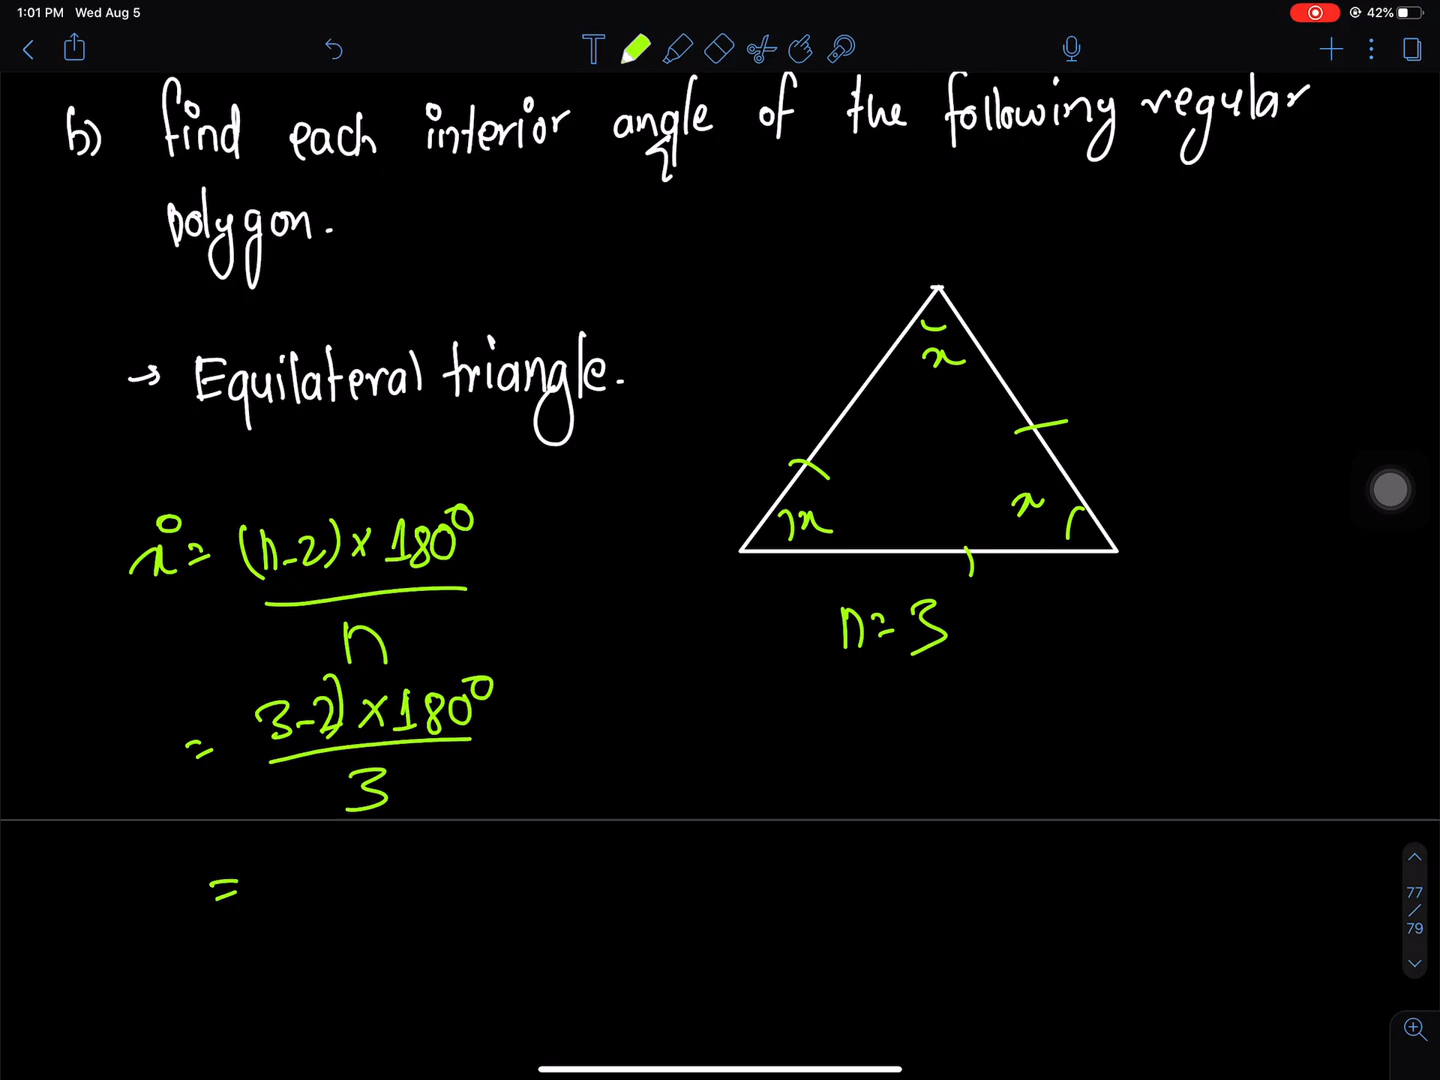 1:01 PM Wed Aug 5
42%
b) find each interior angle of the following regular
polygon.
→ Equilateral triangle.
x
x
x
n = 3
x° = (n-2) × 180°
n
= 3-2) × 180°
3
=
77
/
79